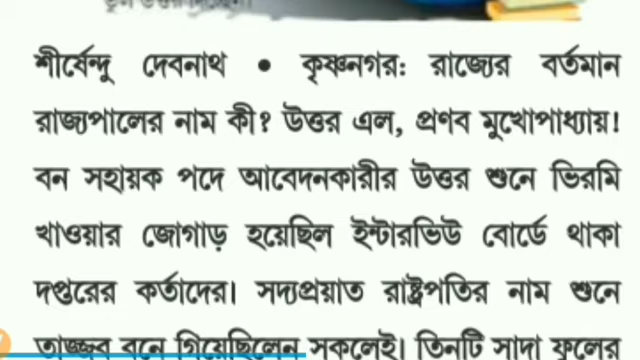 শীর্ষেন্দু দেবনাথ • কৃষ্ণনগর: রাজ্যের বর্তমান
রাজ্যপালের নাম কী? উত্তর এল, প্রণব মুখোপাধ্যায়!
বন সহায়ক পদে আবেদনকারীর উত্তর শুনে ভিরমি
খাওয়ার জোগাড় হয়েছিল ইন্টারভিউ বোর্ডে থাকা
দপ্তরের কর্তাদের। সদ্যপ্রয়াত রাষ্ট্রপতির নাম শুনে
তাজ্জব বনে গিয়েছিলেন সকলেই। তিনটি সাদা ফুলের